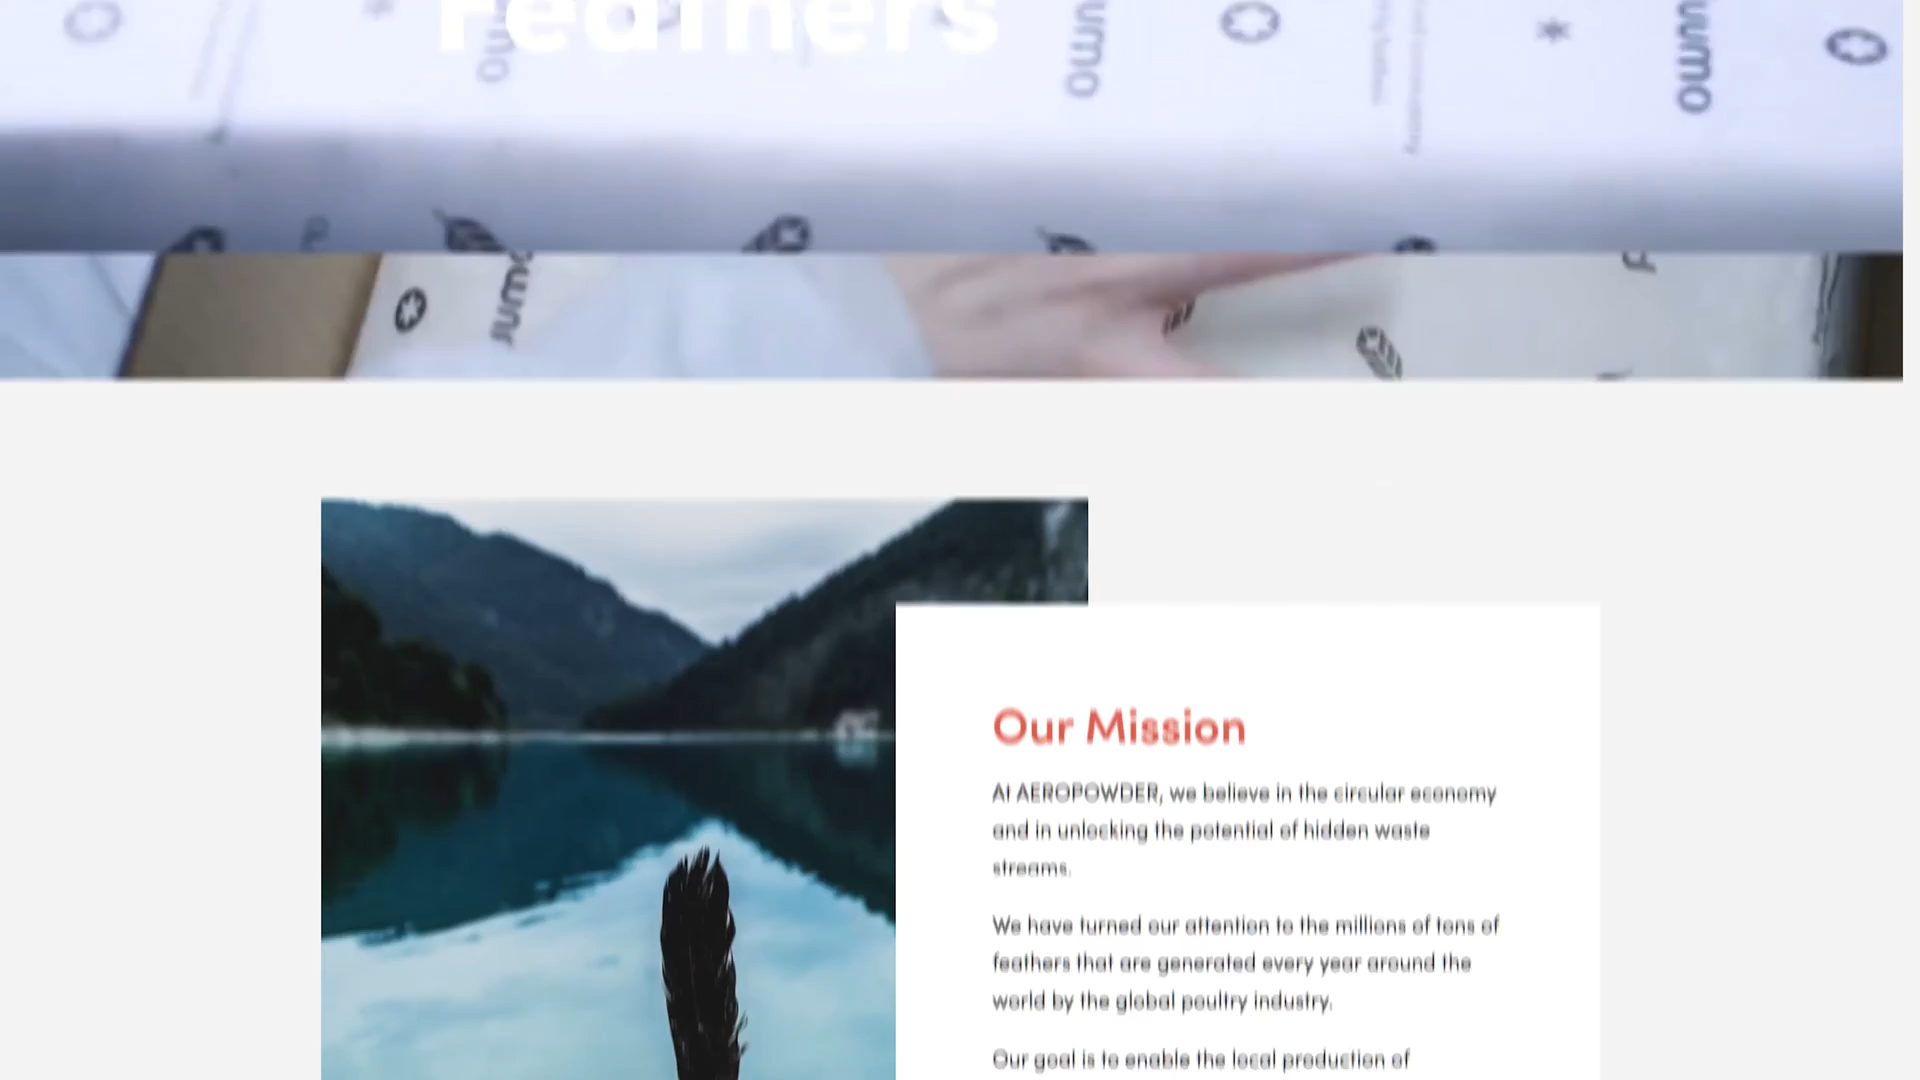 Feathers
Our Mission
At AEROPOWDER, we believe in the circular economy
and in unlocking the potential of hidden waste
streams.
We have turned our attention to the millions of tons of
feathers that are generated every year around the
world by the global poultry industry.
Our goal is to enable the local production of